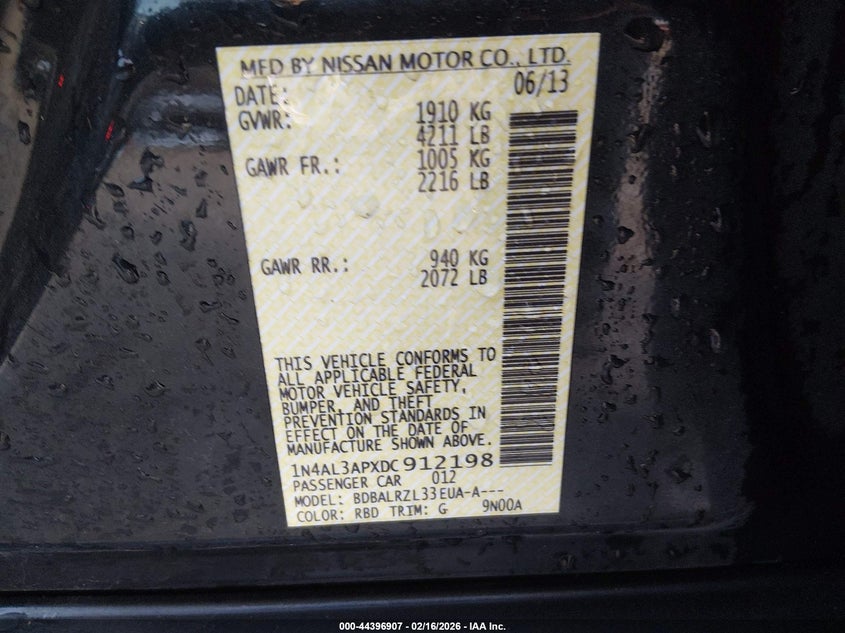 MFD BY NISSAN MOTOR CO., LTD.
DATE: 06/13
GVWR: 1910 KG
4211 LB
GAWR FR.: 1005 KG
2216 LB
GAWR RR.: 940 KG
2072 LB
THIS VEHICLE CONFORMS TO
ALL APPLICABLE FEDERAL
MOTOR VEHICLE SAFETY,
BUMPER, AND THEFT
PREVENTION STANDARDS IN
EFFECT ON THE DATE OF
MANUFACTURE SHOWN ABOVE.
1N4AL3APXDC912198
PASSENGER CAR 012
MODEL: BDBALRZL33EUA-A---
COLOR: RBD TRIM: G 9N00A
000-44396907 - 02/16/2026 - IAA Inc.